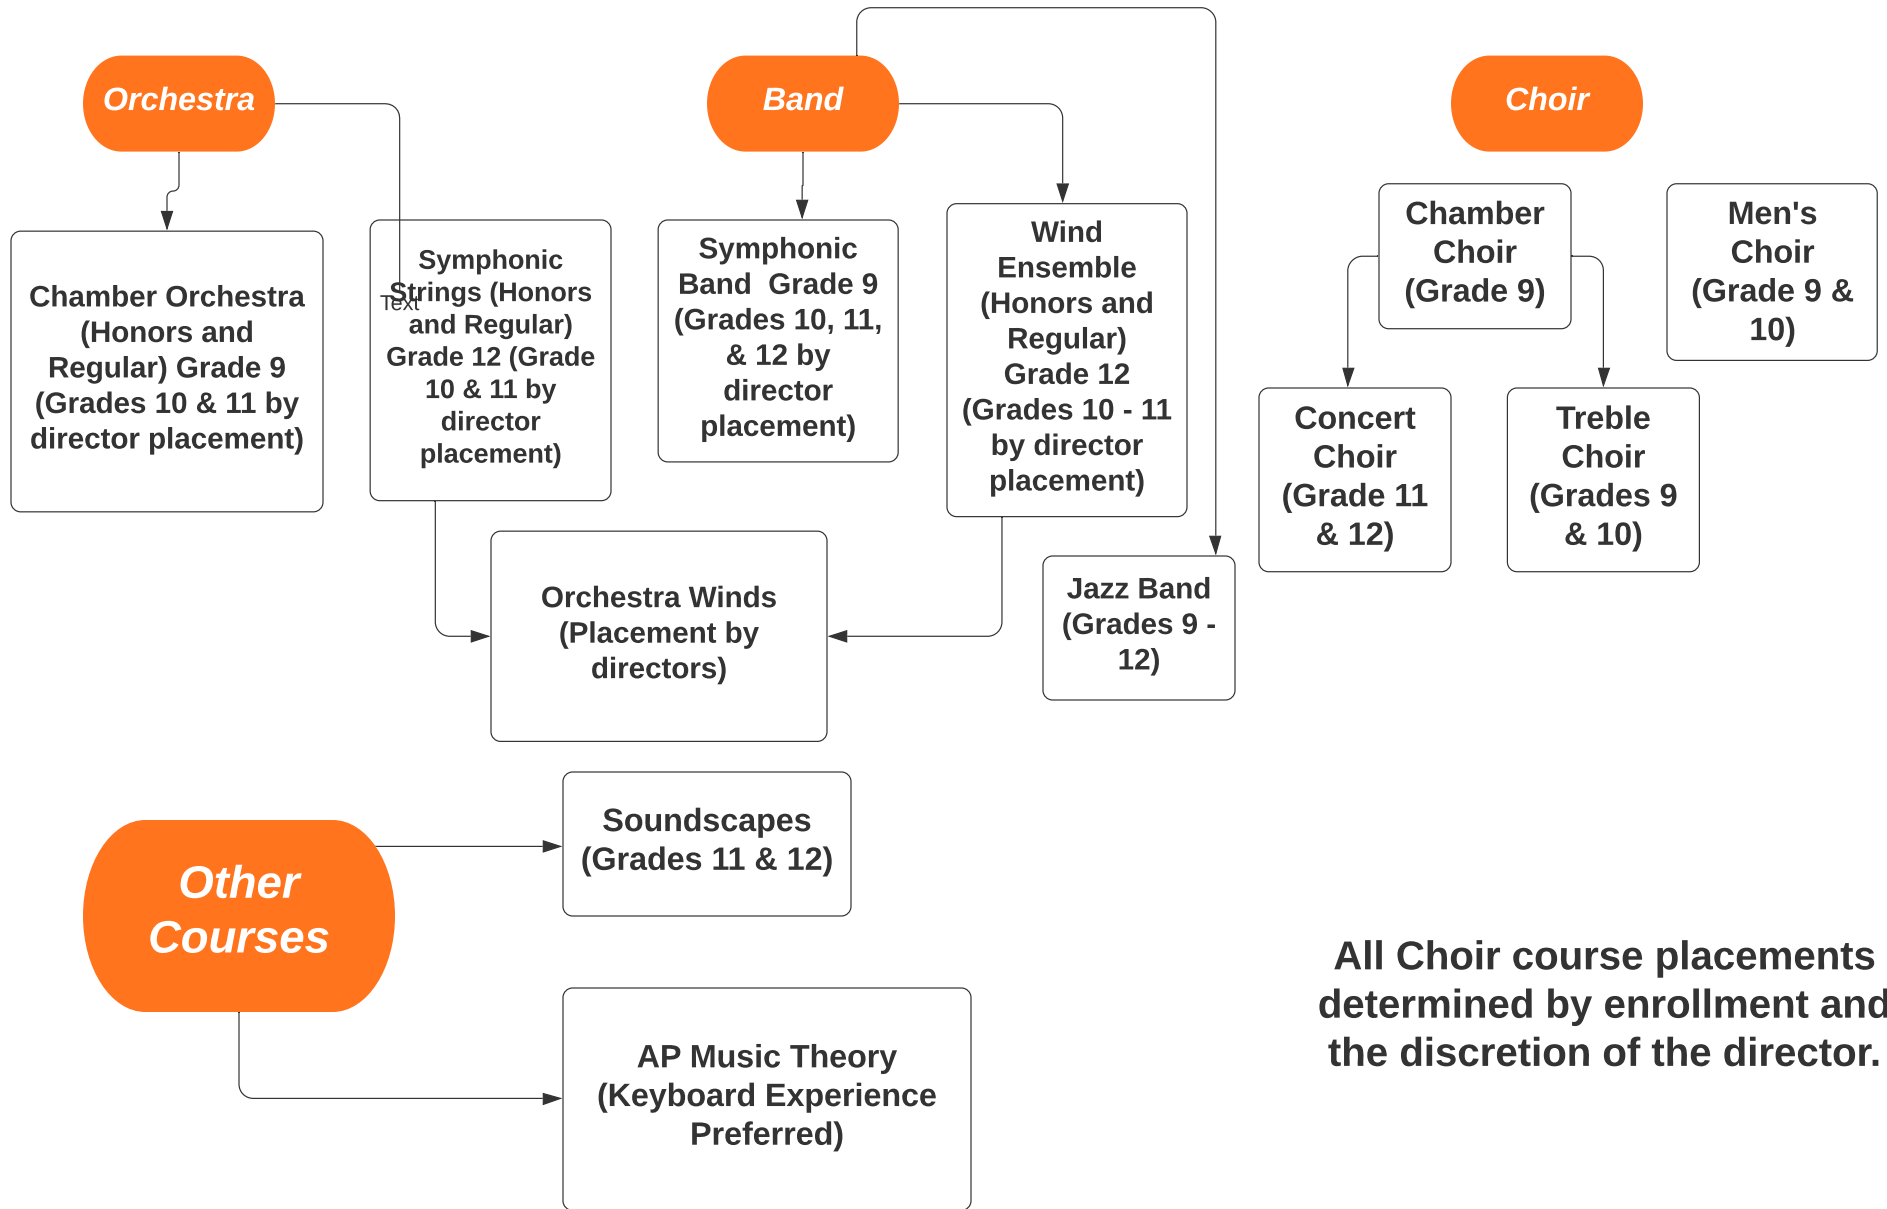 Orchestra
Band
Choir
Chamber Orchestra
(Honors and
Regular) Grade 9
(Grades 10 & 11 by
director placement)
Symphonic
Strings (Honors
and Regular)
Grade 12 (Grade
10 & 11 by
director
placement)
Text
Symphonic
Band  Grade 9
(Grades 10, 11,
& 12 by
director
placement)
Wind
Ensemble
(Honors and
Regular)
Grade 12
(Grades 10 - 11
by director
placement)
Chamber
Choir
(Grade 9)
Men's
Choir
(Grade 9 &
10)
Concert
Choir
(Grade 11
& 12)
Treble
Choir
(Grades 9
& 10)
Orchestra Winds
(Placement by
directors)
Jazz Band
(Grades 9 -
12)
Other
Courses
Soundscapes
(Grades 11 & 12)
AP Music Theory
(Keyboard Experience
Preferred)
All Choir course placements
determined by enrollment and
the discretion of the director.